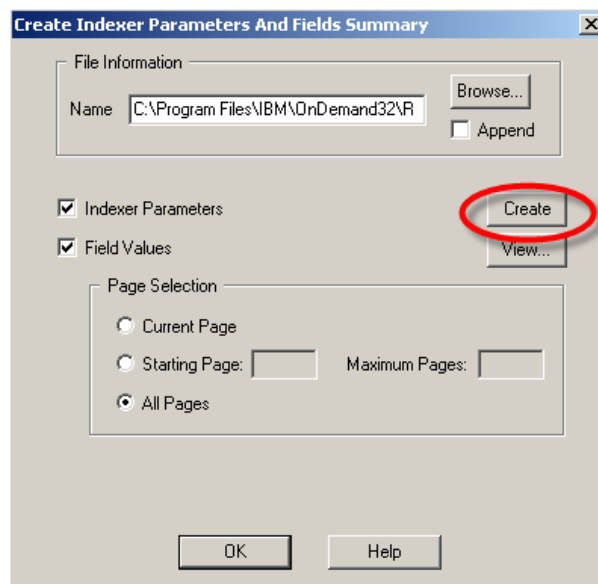 Create Indexer Parameters And Fields Summary
File Information
Name C:\Program Files\IBM\OnDemand32\R Browse...
Append
Indexer Parameters Create
Field Values View...
Page Selection
Current Page
Starting Page: Maximum Pages:
All Pages
OK Help